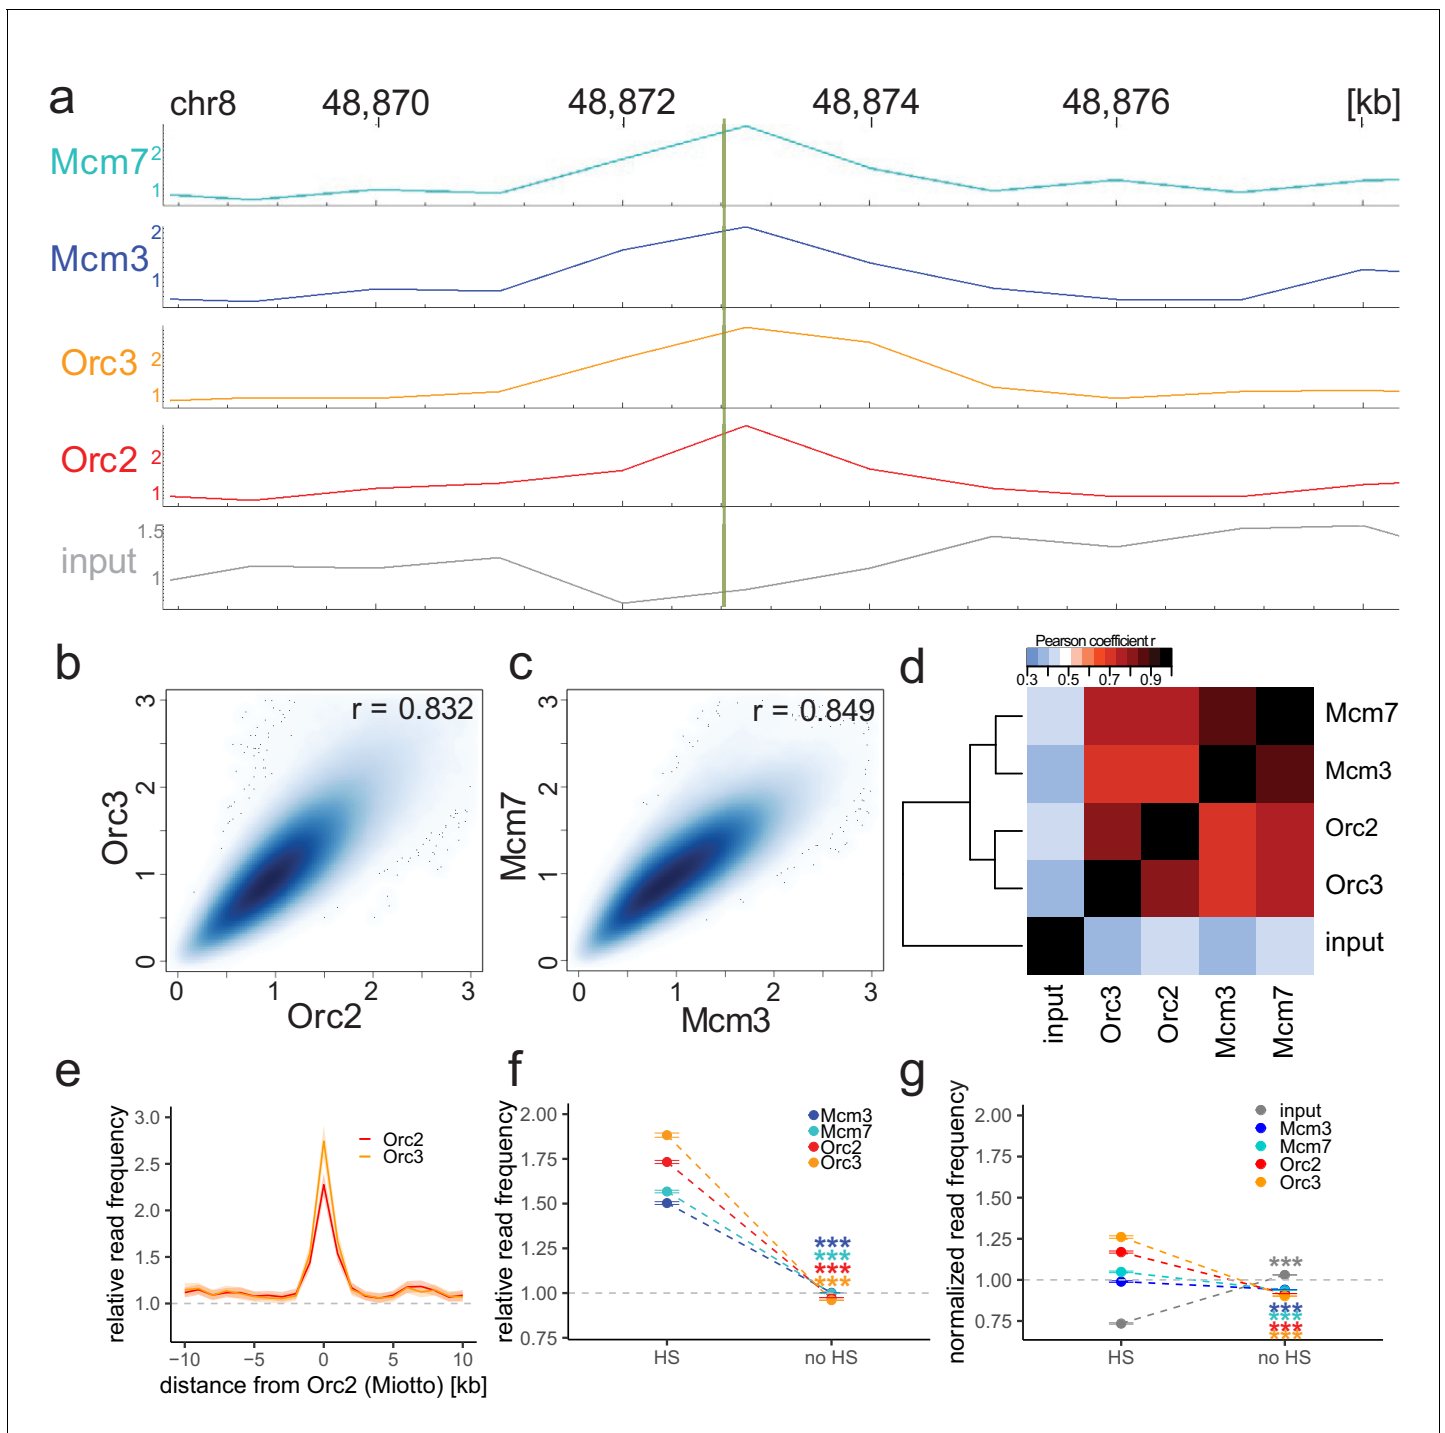 a
chr8 48,870 48,872 48,874 48,876 [kb]
Mcm7 2
1
Mcm3 2
1
Orc3 2
1
Orc2 2
1
input 1.5
1
b
r = 0.832
Orc3
3
2
1
0
0 1 2 3
Orc2
c
r = 0.849
Mcm7
3
2
1
0
0 1 2 3
Mcm3
d
Pearson coefficient r
0.3 0.5 0.7 0.9
Mcm7
Mcm3
Orc2
Orc3
input
input Orc3 Orc2 Mcm3 Mcm7
e
relative read frequency
3.0
2.5
2.0
1.5
1.0
Orc2
Orc3
−10 −5 0 5 10
distance from Orc2 (Miotto) [kb]
f
relative read frequency
2.00
1.75
1.50
1.25
1.00
0.75
Mcm3
Mcm7
Orc2
Orc3
***
***
***
***
HS no HS
g
normalized read frequency
2.00
1.75
1.50
1.25
1.00
0.75
input
Mcm3
Mcm7
Orc2
Orc3
***
***
***
***
***
HS no HS